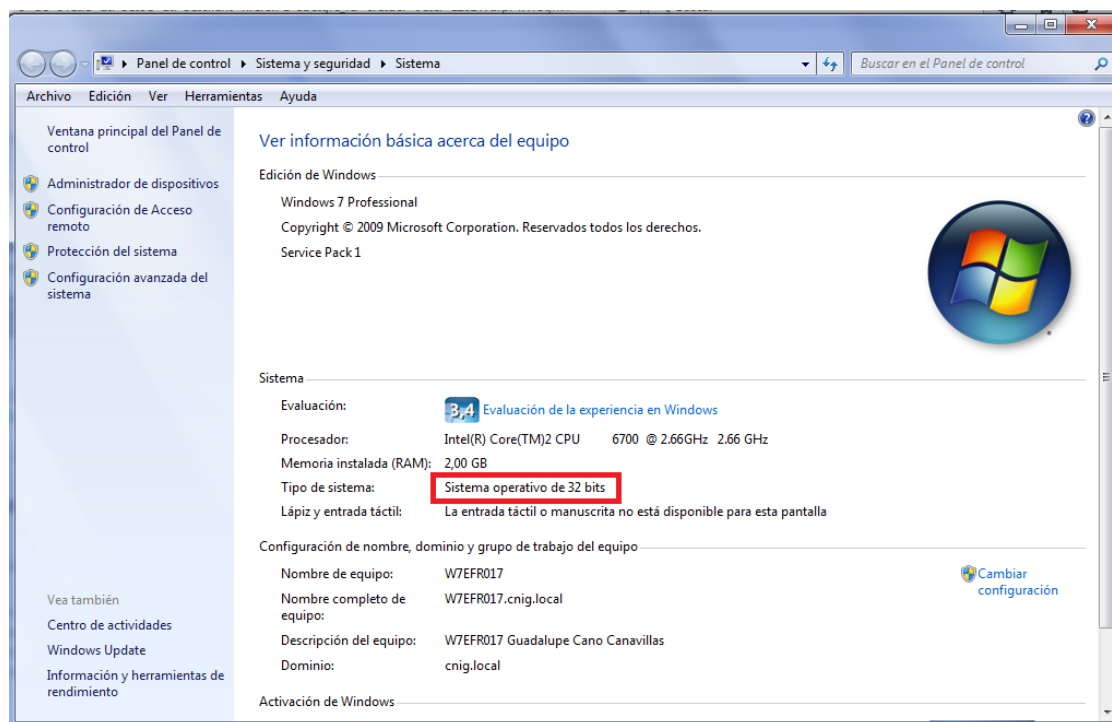 Panel de control ▸ Sistema y seguridad ▸ Sistema
Buscar en el Panel de control
Archivo Edición Ver Herramientas Ayuda
Ventana principal del Panel de
control
Administrador de dispositivos
Configuración de Acceso
remoto
Protección del sistema
Configuración avanzada del
sistema
Ver información básica acerca del equipo
Edición de Windows
Windows 7 Professional
Copyright © 2009 Microsoft Corporation. Reservados todos los derechos.
Service Pack 1
Sistema
Evaluación: 3,4 Evaluación de la experiencia en Windows
Procesador: Intel(R) Core(TM)2 CPU 6700 @ 2.66GHz 2.66 GHz
Memoria instalada (RAM): 2,00 GB
Tipo de sistema: Sistema operativo de 32 bits
Lápiz y entrada táctil: La entrada táctil o manuscrita no está disponible para esta pantalla
Configuración de nombre, dominio y grupo de trabajo del equipo
Nombre de equipo: W7EFR017
Cambiar
configuración
Nombre completo de
equipo:
W7EFR017.cnig.local
Descripción del equipo: W7EFR017 Guadalupe Cano Canavillas
Dominio: cnig.local
Activación de Windows
Vea también
Centro de actividades
Windows Update
Información y herramientas de
rendimiento